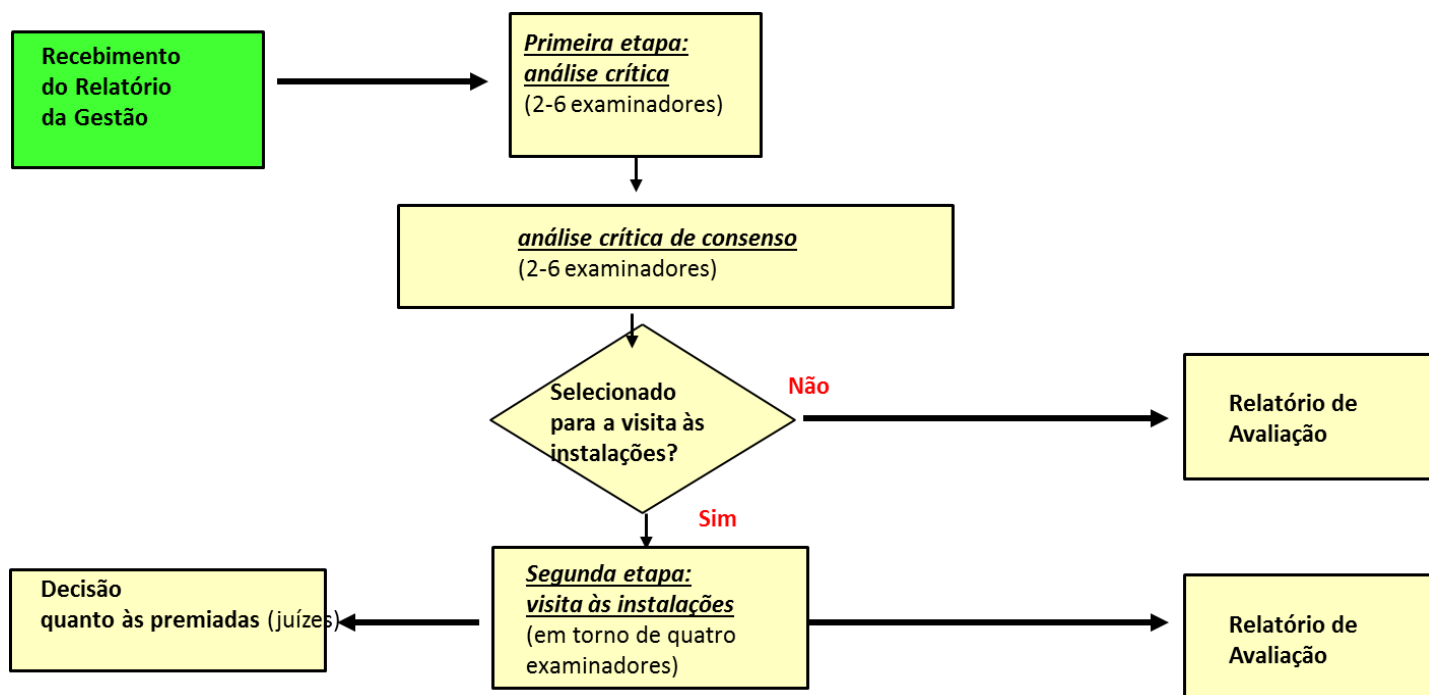 Recebimento
do Relatório
da Gestão
Primeira etapa:
análise crítica
(2-6 examinadores)
análise crítica de consenso
(2-6 examinadores)
Selecionado
para a visita às
instalações?
Não
Relatório de
Avaliação
Sim
Decisão
quanto às premiadas (juízes)
Segunda etapa:
visita às instalações
(em torno de quatro
examinadores)
Relatório de
Avaliação